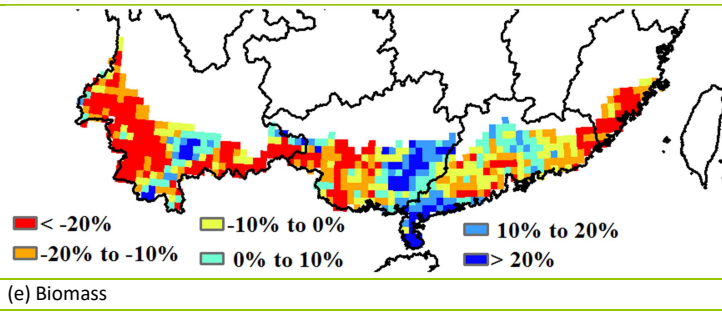 < -20%
-10% to 0%
10% to 20%
-20% to -10%
0% to 10%
> 20%
(e) Biomass